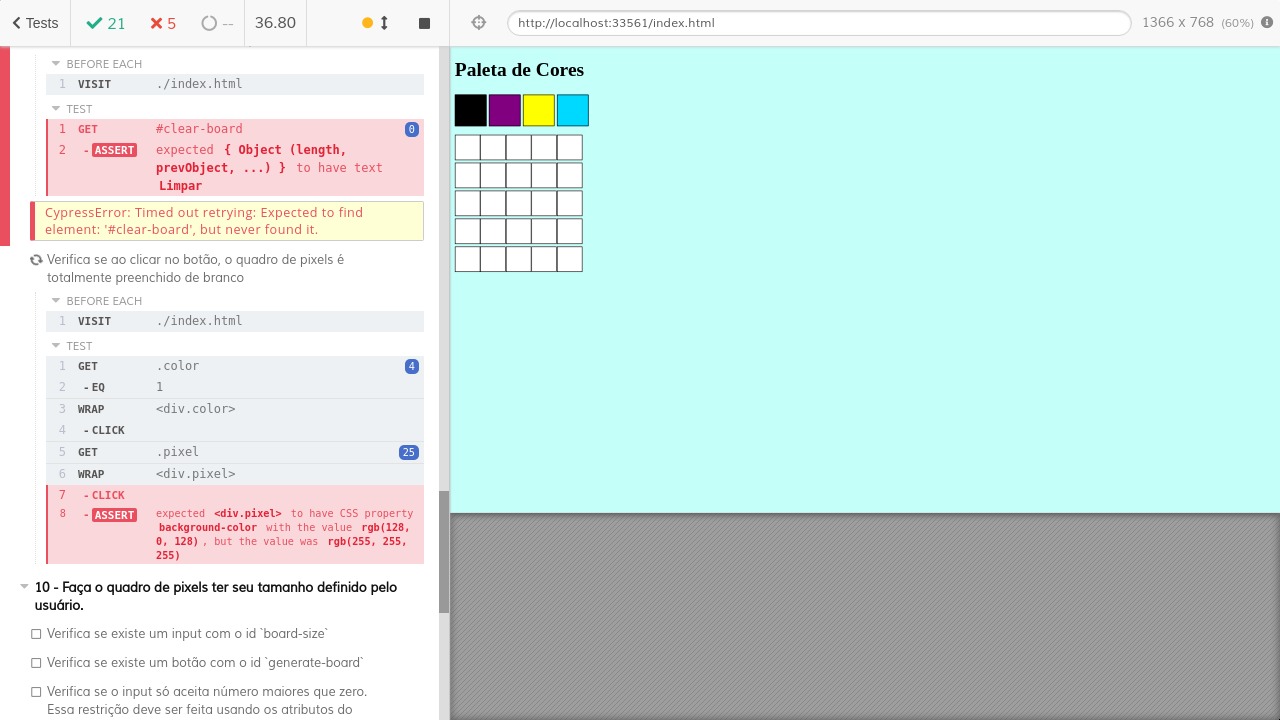 Tests 21 5 -- 36.80 http://localhost:33561/index.html 1366 x 768 (60%)
BEFORE EACH
1 VISIT ./index.html
TEST
1 GET #clear-board 0
2 - ASSERT expected { Object (length,
prevObject, ...) } to have text
Limpar
CypressError: Timed out retrying: Expected to find
element: '#clear-board', but never found it.
Verifica se ao clicar no botão, o quadro de pixels é
totalmente preenchido de branco
BEFORE EACH
1 VISIT ./index.html
TEST
1 GET .color 4
2 - EQ 1
3 WRAP <div.color>
4 - CLICK
5 GET .pixel 25
6 WRAP <div.pixel>
7 - CLICK
8 - ASSERT expected <div.pixel> to have CSS property
background-color with the value rgb(128,
0, 128) , but the value was rgb(255, 255,
255)
10 - Faça o quadro de pixels ter seu tamanho definido pelo
usuário.
Verifica se existe um input com o id `board-size`
Verifica se existe um botão com o id `generate-board`
Verifica se o input só aceita número maiores que zero.
Essa restrição deve ser feita usando os atributos do
Paleta de Cores